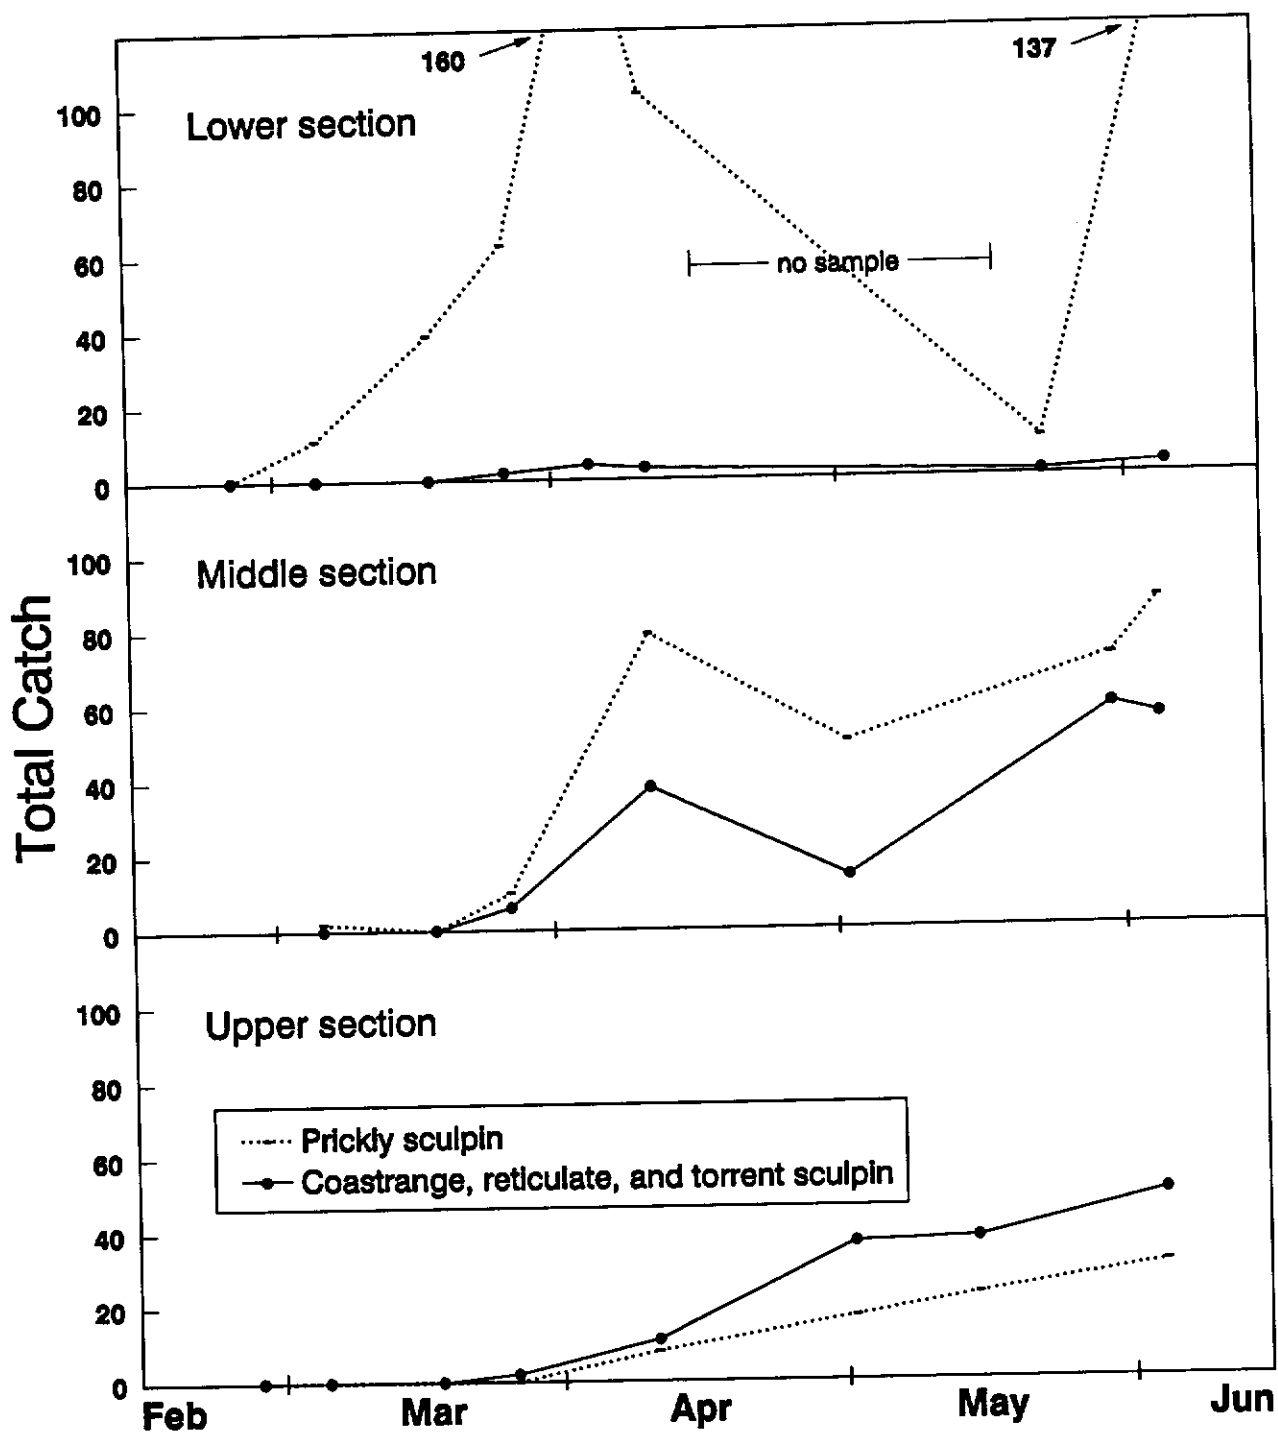 160
137
100
Lower section
80
60
no sample
40
20
0
100
Middle section
80
60
40
20
0
Total Catch
100
Upper section
80
Prickly sculpin
60
Coastrange, reticulate, and torrent sculpin
40
20
0
Feb Mar Apr May Jun